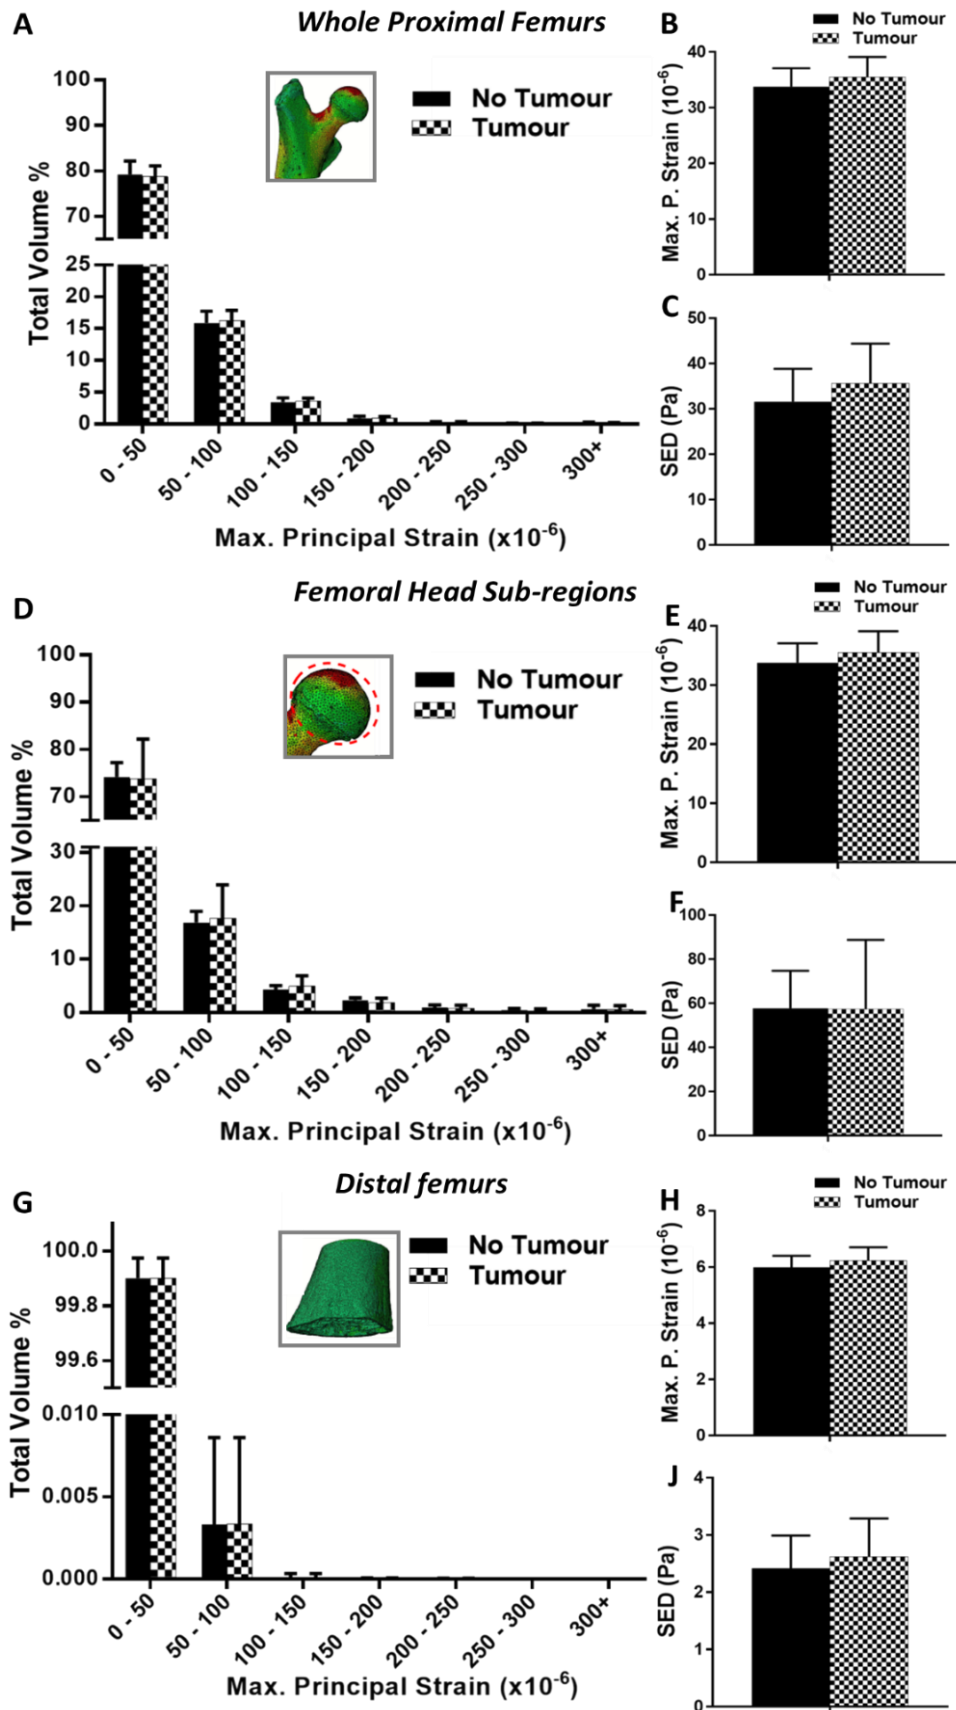 A
Whole Proximal Femurs
No Tumour
Tumour
Total Volume %
100
90
80
70
25
20
15
10
5
0
0 - 50
50 - 100
100 - 150
150 - 200
200 - 250
250 - 300
300+
Max. Principal Strain (x10⁻⁶)
B
No Tumour
Tumour
Max. P. Strain (10⁻⁶)
40
30
20
10
0
C
SED (Pa)
50
40
30
20
10
0
D
Femoral Head Sub-regions
No Tumour
Tumour
Total Volume %
100
90
80
70
30
20
10
0
0 - 50
50 - 100
100 - 150
150 - 200
200 - 250
250 - 300
300+
Max. Principal Strain (x10⁻⁶)
E
No Tumour
Tumour
Max. P. Strain (10⁻⁶)
40
30
20
10
0
F
SED (Pa)
100
80
60
40
20
0
G
Distal femurs
No Tumour
Tumour
Total Volume %
100.0
99.8
99.6
0.010
0.005
0.000
0 - 50
50 - 100
100 - 150
150 - 200
200 - 250
250 - 300
300+
Max. Principal Strain (x10⁻⁶)
H
No Tumour
Tumour
Max. P. Strain (10⁻⁶)
8
6
4
2
0
J
SED (Pa)
4
3
2
1
0